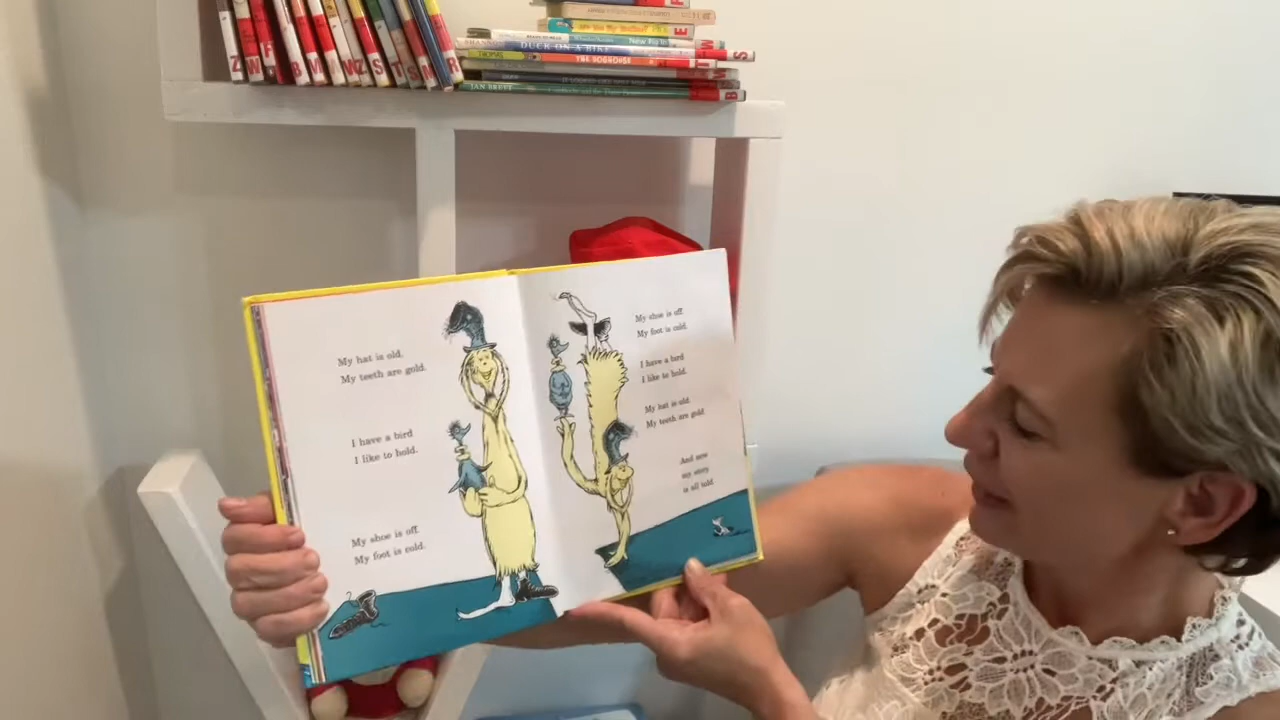 Z W R B M W Z S T S M R
E
DUCK ON A BIKE
THE DOGHOUSE
JAN BRETT
S
B
My hat is old.
My teeth are gold.
I have a bird
I like to hold.
My shoe is off.
My foot is cold.
My shoe is off.
My foot is cold.
I have a bird
I like to hold.
My hat is old.
My teeth are gold.
And now
my story
is all told.